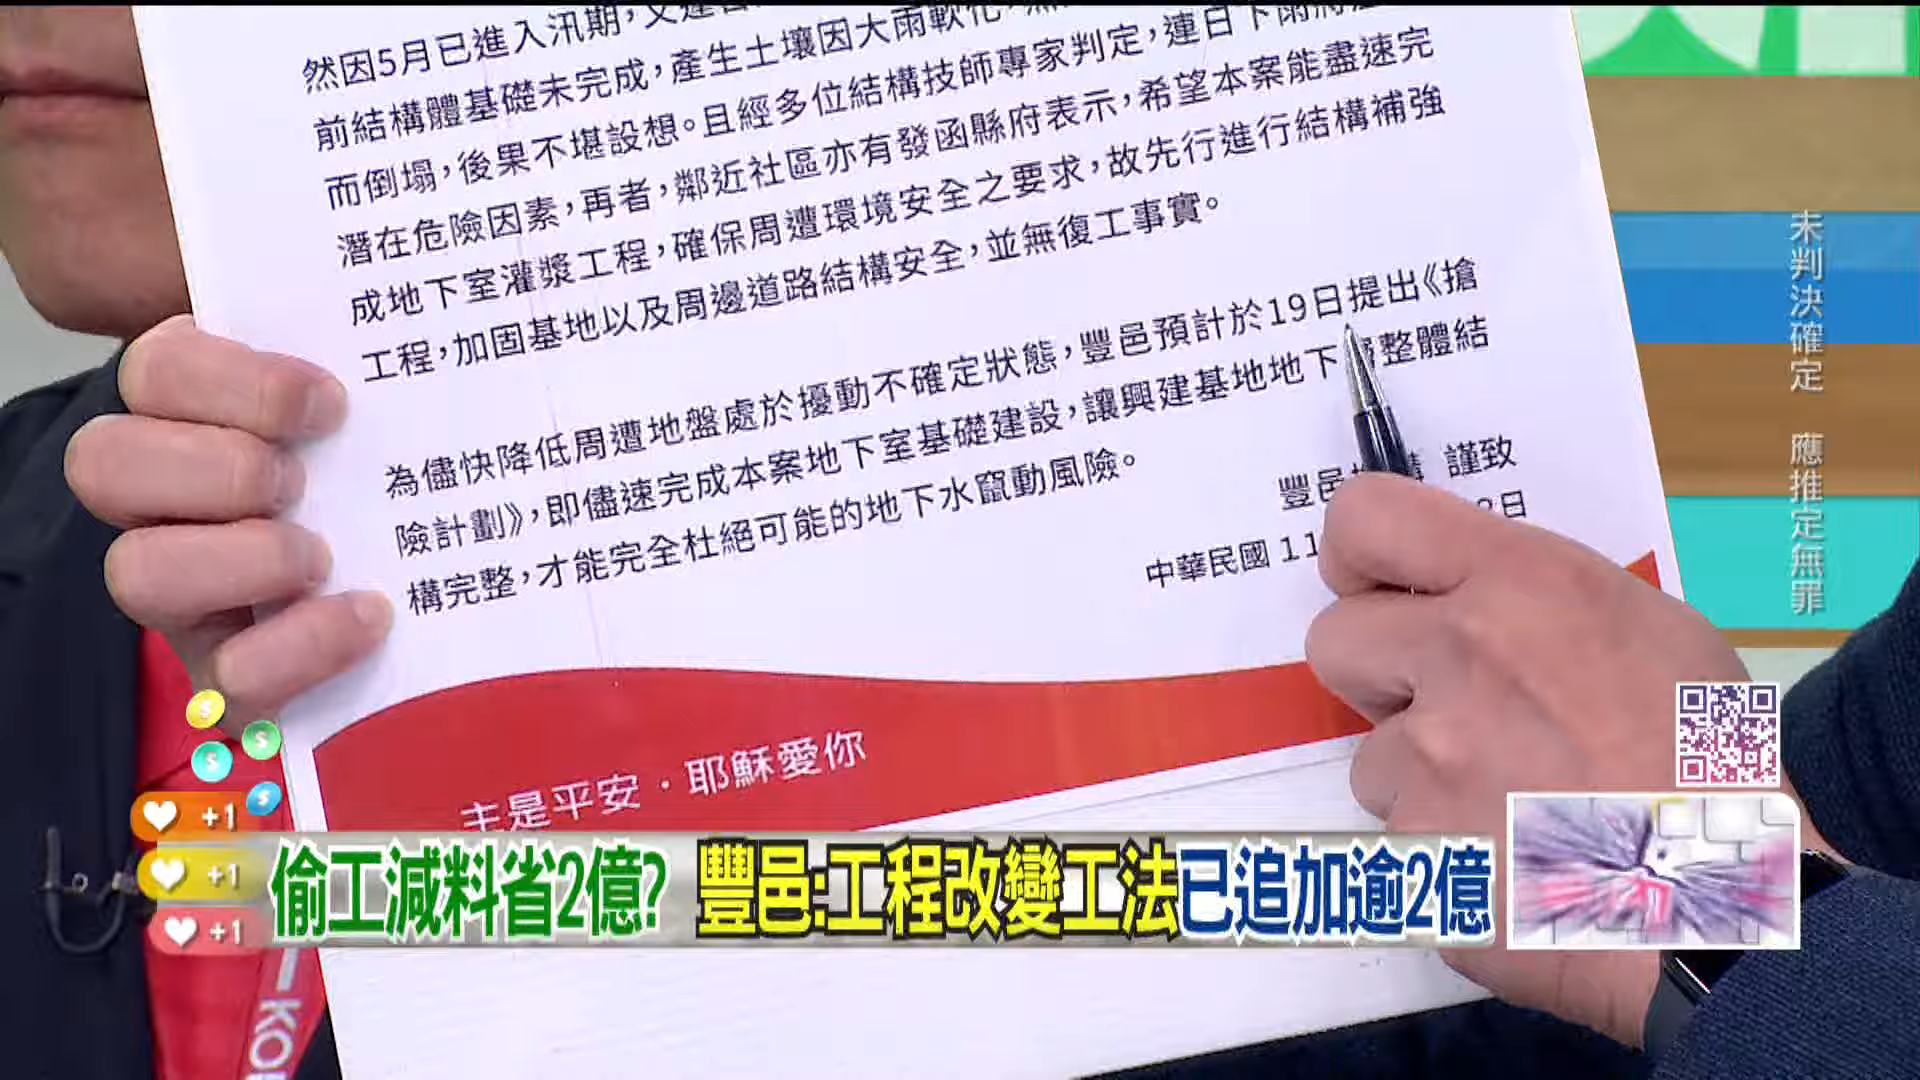 然因5月已進入汛期，又逢
前結構體基礎未完成，產生土壤因大雨軟化
而倒塌，後果不堪設想。且經多位結構技師專家判定，連日下雨
潛在危險因素，再者，鄰近社區亦有發函縣府表示，希望本案能盡速完
成地下室灌漿工程，確保周遭環境安全之要求，故先行進行結構補強
工程，加固基地以及周邊道路結構安全，並無復工事實。
為儘快降低周遭地盤處於擾動不確定狀態，豐邑預計於19日提出《搶
險計劃》，即儘速完成本案地下室基礎建設，讓興建基地地下 整體結
構完整，才能完全杜絕可能的地下水竄動風險。
豐邑 謹致
中華民國 11 日
主是平安．耶穌愛你
未判決確定 應推定無罪
+1
+1
+1
偷工減料省2億? 豐邑:工程改變工法已追加逾2億
KO